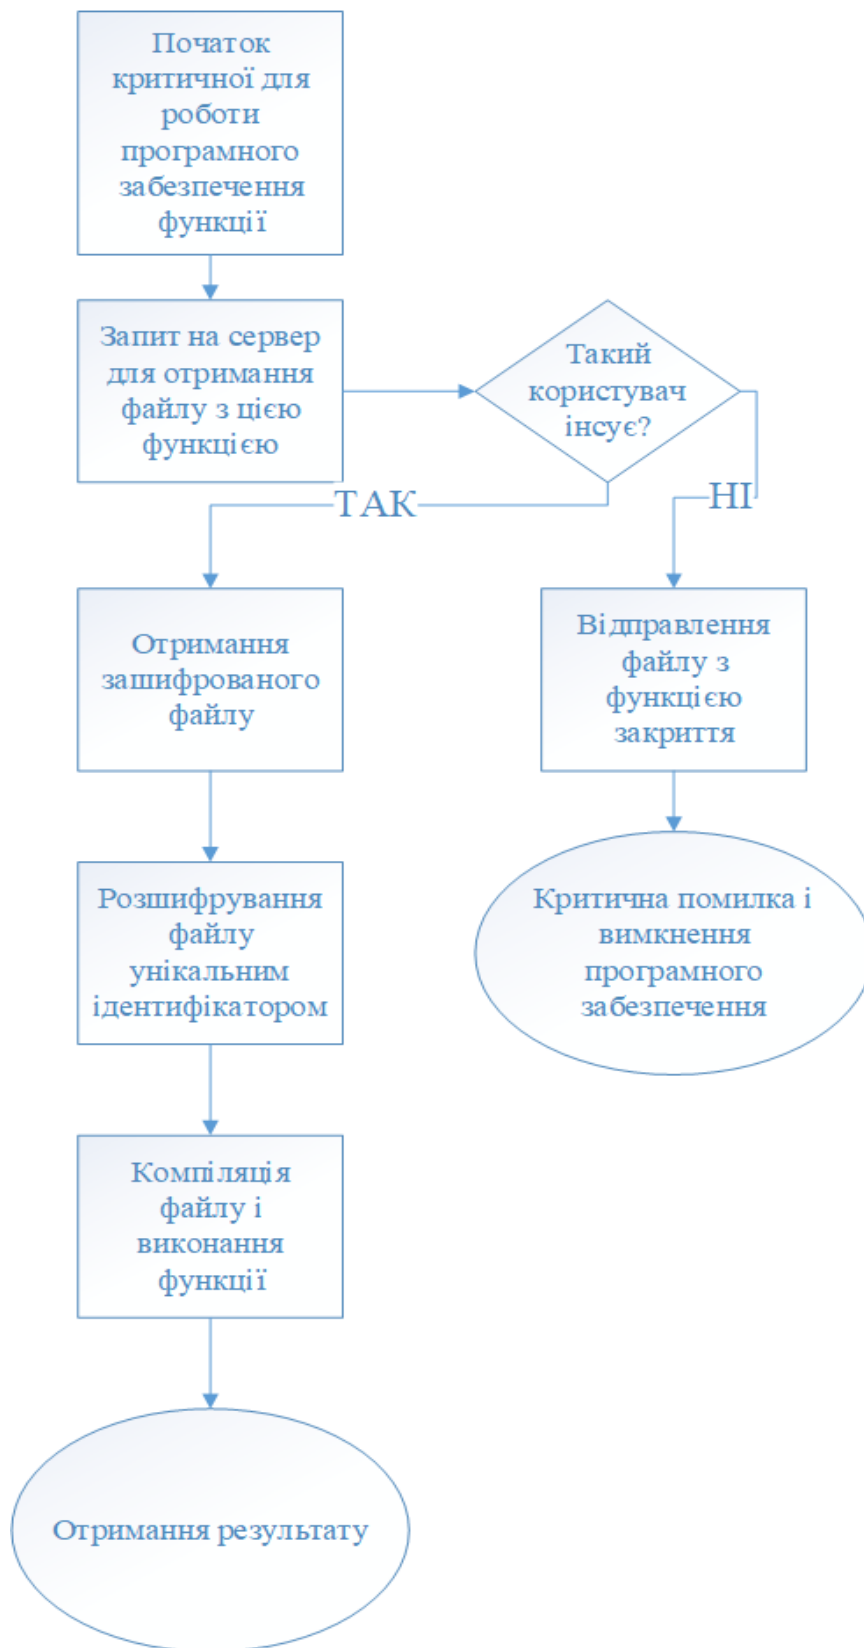 Початок
критичної для
роботи
програмного
забезпечення
функції
Запит на сервер
для отримання
файлу з цією
функцією
Такий
користувач
інсує?
ТАК
НІ
Отримання
зашифрованого
файлу
Відправлення
файлу з
функцією
закриття
Розшифрування
файлу
унікальним
ідентифікатором
Критична помилка і
вимкнення
програмного
забезпечення
Компіляція
файлу і
виконання
функції
Отримання результату